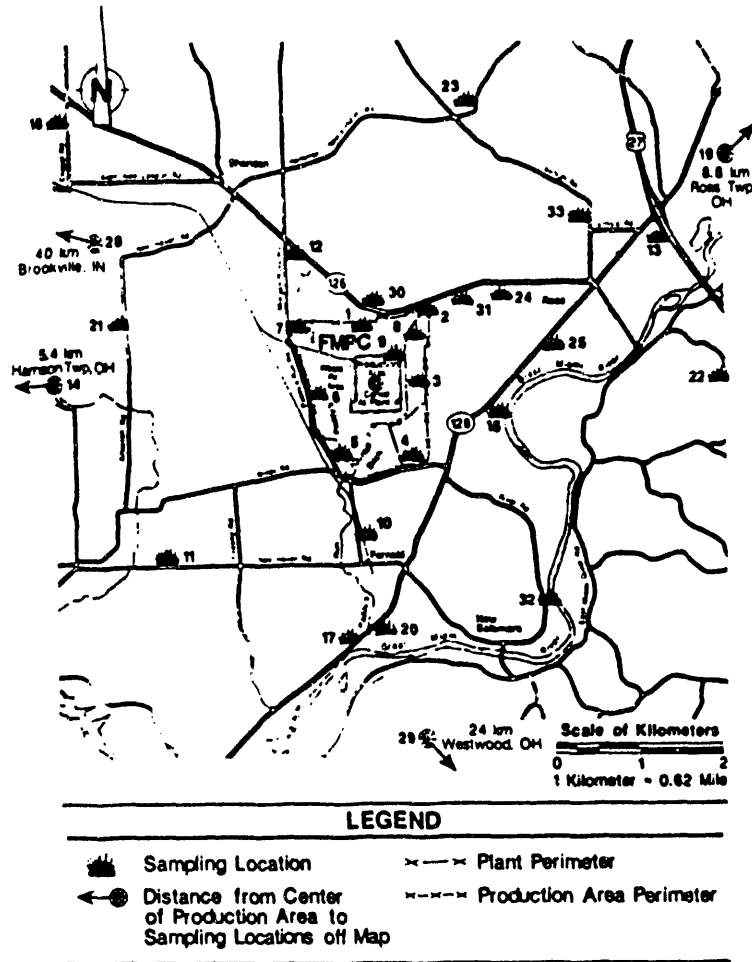 N
23
18
27
19
8.8 km
Ross Twp,
OH
Shandon
33
13
28
40 km
Brookville, IN
12
126
30
24
31
Ross
2
21
7
1
8
FMPC
9
25
5.4 km
Harrison Twp, OH
14
22
3
6
128
16
5
4
10
Fernald
11
32
New
Baltimore
17
20
29
24 km
Westwood, OH
Scale of Kilometers
0 1 2
1 Kilometer = 0.62 Mile
LEGEND
Sampling Location
Plant Perimeter
Distance from Center
of Production Area to
Sampling Locations off Map
Production Area Perimeter